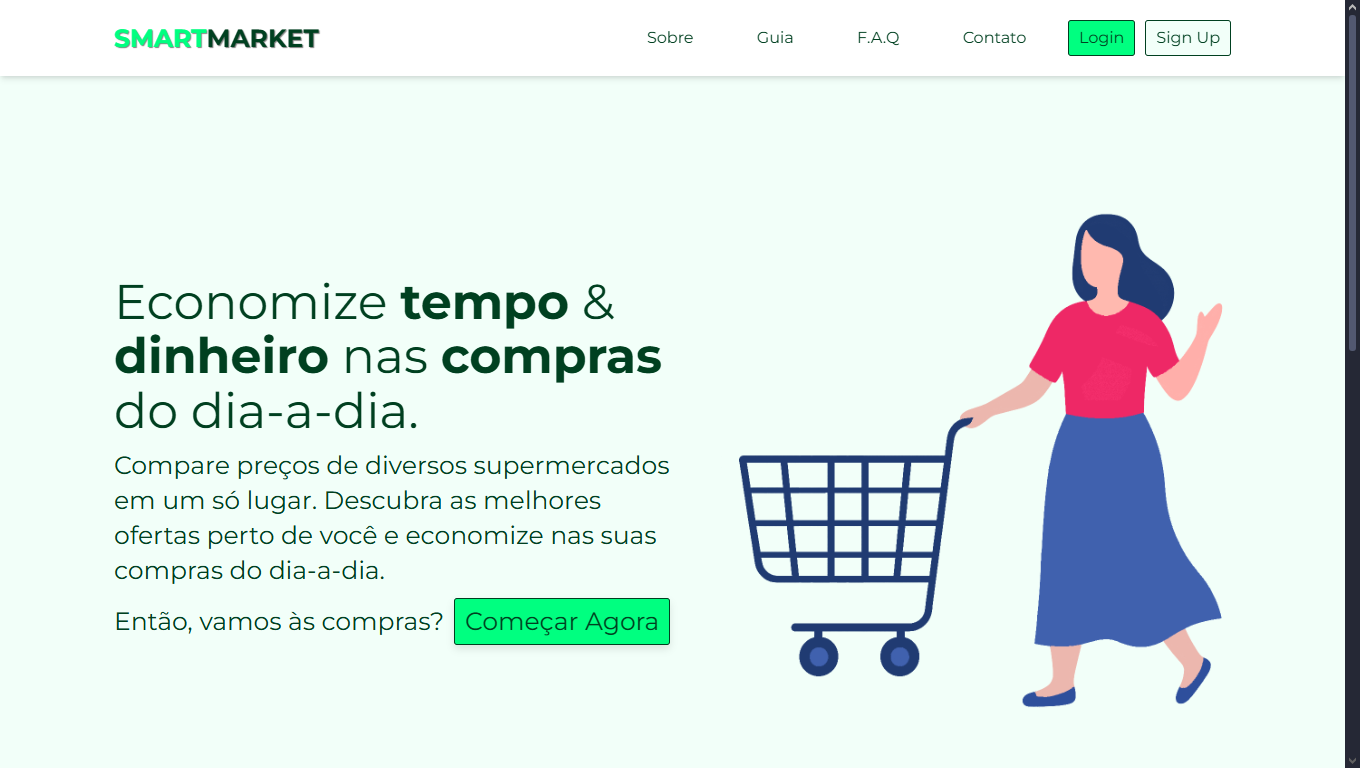 SMARTMARKET
Sobre
Guia
F.A.Q
Contato
Login
Sign Up
Economize tempo &
dinheiro nas compras
do dia-a-dia.
Compare preços de diversos supermercados
em um só lugar. Descubra as melhores
ofertas perto de você e economize nas suas
compras do dia-a-dia.
Então, vamos às compras?
Começar Agora